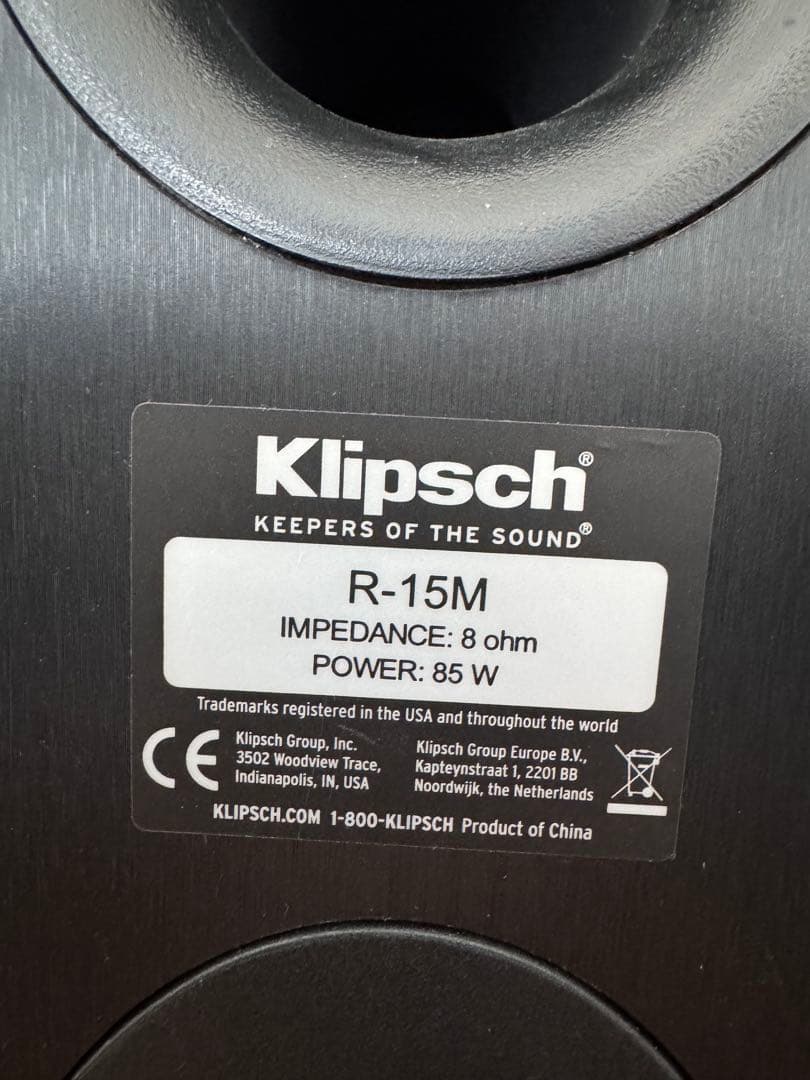 Klipsch®
KEEPERS OF THE SOUND®
R-15M
IMPEDANCE: 8 ohm
POWER: 85 W
Trademarks registered in the USA and throughout the world
CE
Klipsch Group, Inc.
3502 Woodview Trace,
Indianapolis, IN, USA
Klipsch Group Europe B.V.,
Kapteynstraat 1, 2201 BB
Noordwijk, the Netherlands
KLIPSCH.COM 1-800-KLIPSCH Product of China